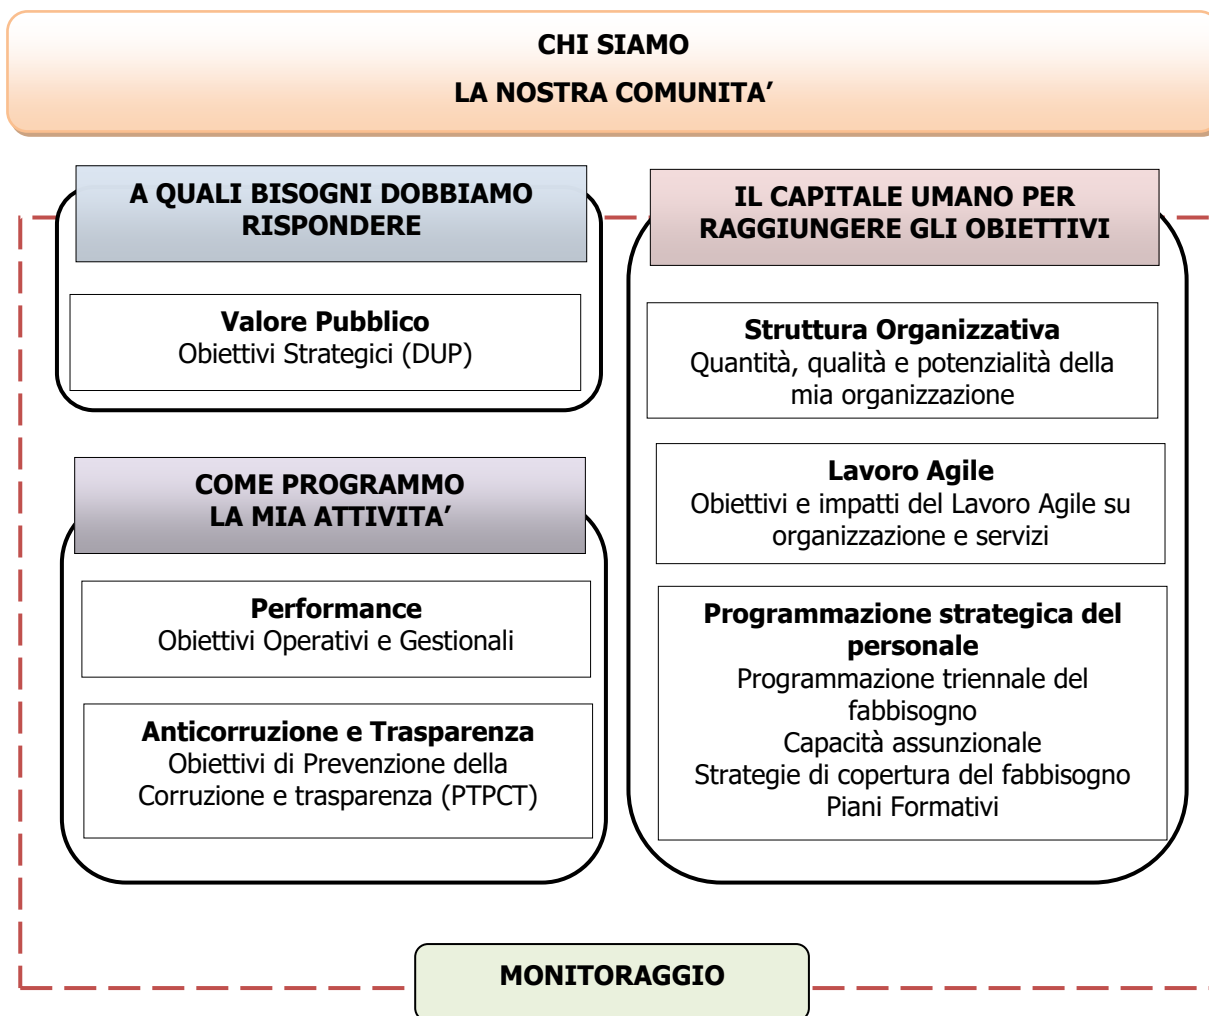 CHI SIAMO
LA NOSTRA COMUNITA’
A QUALI BISOGNI DOBBIAMO
RISPONDERE
Valore Pubblico
Obiettivi Strategici (DUP)
COME PROGRAMMO
LA MIA ATTIVITA’
Performance
Obiettivi Operativi e Gestionali
Anticorruzione e Trasparenza
Obiettivi di Prevenzione della
Corruzione e trasparenza (PTPCT)
IL CAPITALE UMANO PER
RAGGIUNGERE GLI OBIETTIVI
Struttura Organizzativa
Quantità, qualità e potenzialità della
mia organizzazione
Lavoro Agile
Obiettivi e impatti del Lavoro Agile su
organizzazione e servizi
Programmazione strategica del
personale
Programmazione triennale del
fabbisogno
Capacità assunzionale
Strategie di copertura del fabbisogno
Piani Formativi
MONITORAGGIO